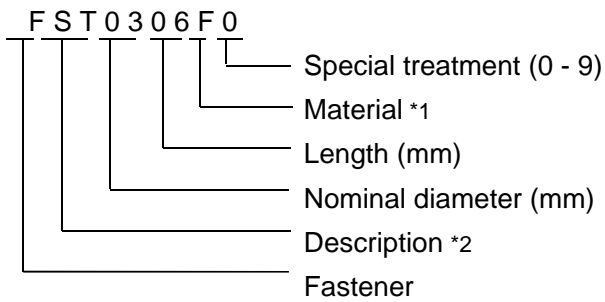 F S T 0 3 0 6 F 0
Special treatment (0 - 9)
Material *1
Length (mm)
Nominal diameter (mm)
Description *2
Fastener